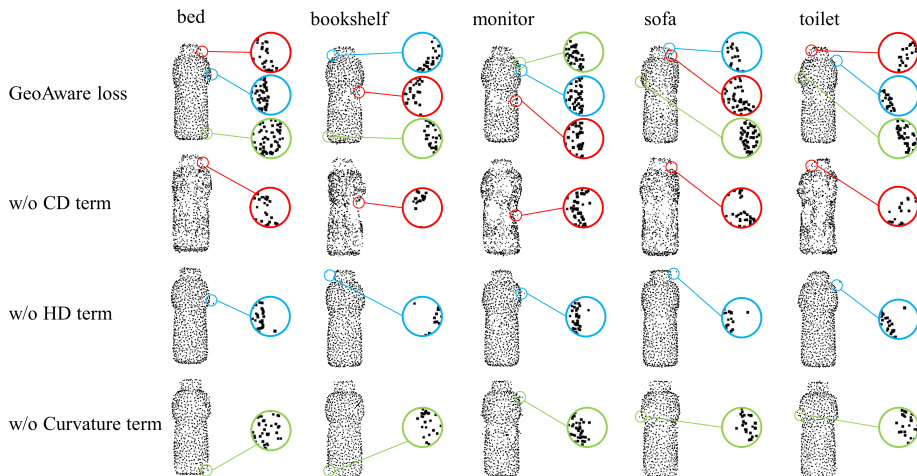 bed bookshelf monitor sofa toilet
GeoAware loss
w/o CD term
w/o HD term
w/o Curvature term